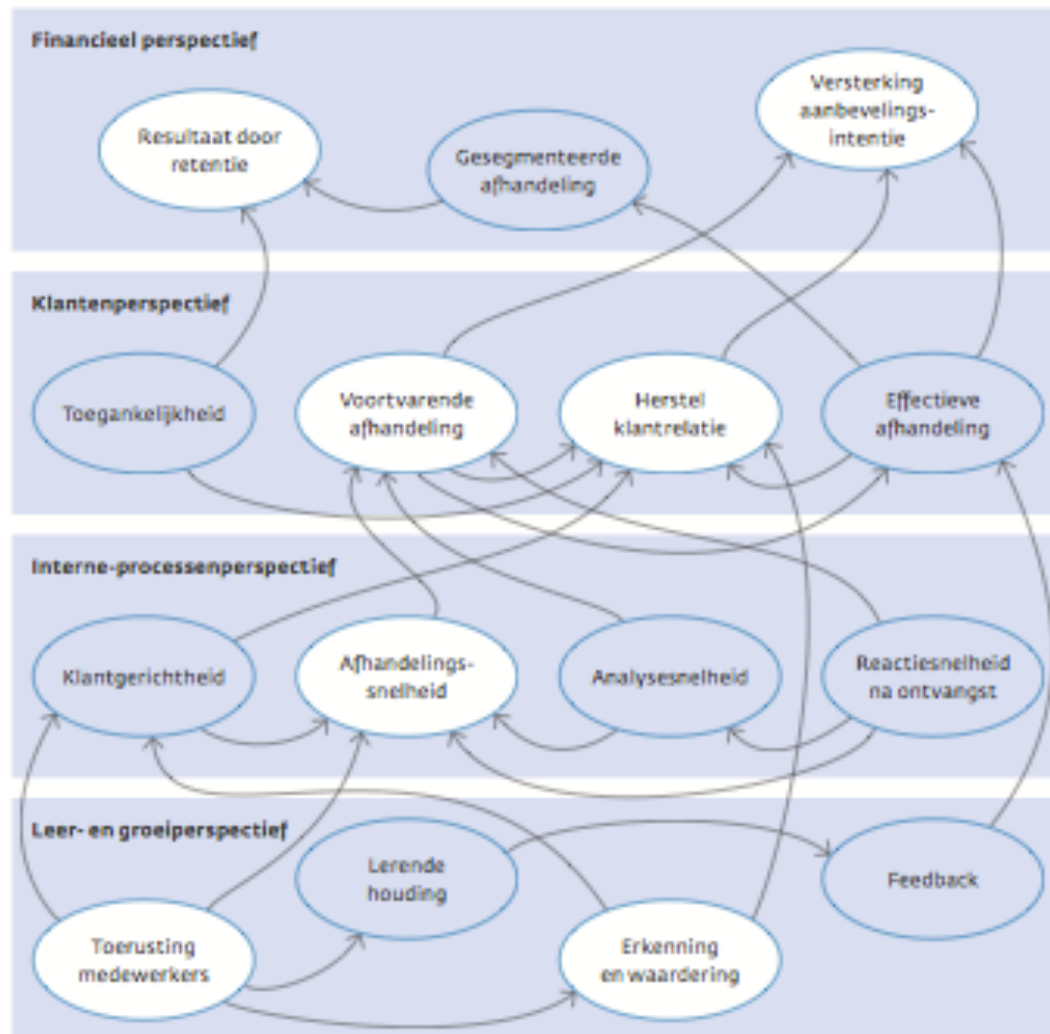 Financieel perspectief
Resultaat door
retentie
Gesegmenteerde
afhandeling
Versterking
aanbevelings-
intentie
Klantenperspectief
Toegankelijkheid
Voortvarende
afhandeling
Herstel
klantrelatie
Effectieve
afhandeling
Interne-processenperspectief
Klantgerichtheid
Afhandelings-
snelheid
Analysesnelheid
Reactiesnelheid
na ontvangst
Leer- en groeiperspectief
Lerende
houding
Feedback
Toerusting
medewerkers
Erkenning
en waardering